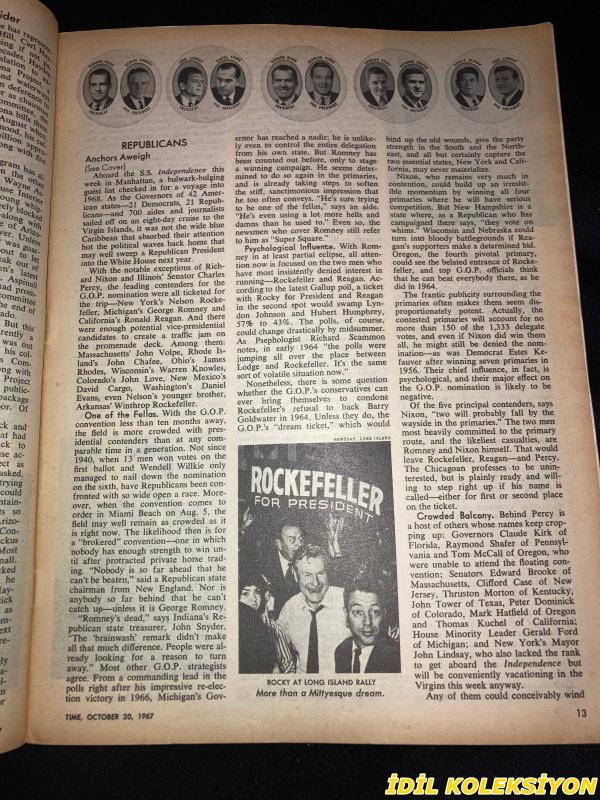 REPUBLICANS
Anchors Aweigh
(See Cover)
Aboard the S.S. Independence this
week in Manhattan, a bulwark-bulging
guest list checked in for a voyage into
1968. As the Governors of 42 Amer-
ican states—21 Democrats, 21 Repub-
licans—and 700 aides and journalists
sailed off on an eight-day cruise to the
Virgin Islands, it was not the wide blue
Caribbean that absorbed their attention
but the political waves back home that
may well sweep a Republican President
into the White House next year.
With the notable exceptions of Rich-
ard Nixon and Illinois' Senator Charles
Percy, the leading contenders for the
G.O.P. nomination were all ticketed for
the trip—New York's Nelson Rocke-
feller, Michigan's George Romney and
California's Ronald Reagan. And there
were enough potential vice-presidential
candidates to create a traffic jam on
the promenade deck. Among them:
Massachusetts' John Volpe, Rhode Is-
land's John Chafee, Ohio's James
Rhodes, Wisconsin's Warren Knowles,
Colorado's John Love, New Mexico's
David Cargo, Washington's Daniel
Evans, even Nelson's younger brother,
Arkansas' Winthrop Rockefeller.
One of the Fellas. With the G.O.P.
convention less than ten months away,
the field is more crowded with pres-
idential contenders than at any com-
parable time in a generation. Not since
1940, when 13 men won votes on the
first ballot and Wendell Willkie only
managed to nail down the nomination
on the sixth, have Republicans been con-
fronted with so wide open a race. More-
over, when the convention comes to
order in Miami Beach on Aug. 5, the
field may well remain as crowded as it
is right now. The likelihood then is for
a "brokered" convention—one in which
nobody has enough strength to win un-
til after protracted private horse trad-
ing. "Nobody is so far ahead that he
can't be beaten," said a Republican state
chairman from New England. Nor is
anybody so far behind that he can't
catch up—unless it is George Romney.
"Romney's dead," says Indiana's Re-
publican state treasurer, John Snyder.
"The 'brainwash' remark didn't make
all that much difference. People were al-
ready looking for a reason to turn
away." Most other G.O.P. strategists
agree. From a commanding lead in the
polls right after his impressive re-elec-
tion victory in 1966, Michigan's Gov-
ernor has reached a nadir; he is unlike-
ly even to control the entire delegation
from his own state. But Romney has
been counted out before, only to stage
a winning campaign. He seems deter-
mined to do so again in the primaries,
and is already taking steps to soften
the stiff, sanctimonious impression that
he too often conveys. "He's sure trying
to be one of the fellas," says an aide.
"He's even using a lot more hells and
damns than he used to." Even so, the
newsmen who cover Romney still refer
to him as "Super Square."
Psychological Influence. With Rom-
ney in at least partial eclipse, all atten-
tion now is focused on the two men who
have most insistently denied interest in
running—Rockefeller and Reagan. Ac-
cording to the latest Gallup poll, a ticket
with Rocky for President and Reagan
in the second spot would swamp Lyn-
don Johnson and Hubert Humphrey,
57% to 43%. The polls, of course,
could change drastically by midsummer.
As Psephologist Richard Scammon
notes, in early 1964 "the polls were
jumping all over the place between
Lodge and Rockefeller. It's the same
sort of volatile situation now."
Nonetheless, there is some question
whether the G.O.P.'s conservatives can
ever bring themselves to condone
Rockefeller's refusal to back Barry
Goldwater in 1964. Unless they do, the
G.O.P.'s "dream ticket," which would
NEWSDAY, LONG ISLAND
ROCKEFELLER
FOR PRESIDENT
ROCKY AT LONG ISLAND RALLY
More than a Mittyesque dream.
bind up the old wounds, give the party
strength in the South and the North-
east, and all but certainly capture the
two essential states, New York and Cali-
fornia, may never materialize.
Nixon, who remains very much in
contention, could build up an irresist-
ible momentum by winning all four
primaries where he will have serious
competition. But New Hampshire is a
state where, as a Republican who has
campaigned there says, "they vote on
whims." Wisconsin and Nebraska could
turn into bloody battlegrounds if Rea-
gan's supporters make a determined bid.
Oregon, the fourth pivotal primary,
could see the belated entrance of Rocke-
feller, and top G.O.P. officials think
that he can beat everybody there, as he
did in 1964.
The frantic publicity surrounding the
primaries often makes them seem dis-
proportionately potent. Actually, the
contested primaries will account for no
more than 150 of the 1,333 delegate
votes, and even if Nixon did win them
all, he might still be denied the nom-
ination—as was Democrat Estes Ke-
fauver after winning seven primaries in
1956. Their chief influence, in fact, is
psychological, and their major effect on
the G.O.P. nomination is likely to be
negative.
Of the five principal contenders, says
Nixon, "two will probably fall by the
wayside in the primaries." The two men
most heavily committed to the primary
route, and the likeliest casualties, are
Romney and Nixon himself. That would
leave Rockefeller, Reagan—and Percy.
The Chicagoan professes to be unin-
terested, but is plainly ready and will-
ing to step right up if his name is
called—either for first or second place
on the ticket.
Crowded Balcony. Behind Percy is
a host of others whose names keep crop-
ping up: Governors Claude Kirk of
Florida, Raymond Shafer of Pennsyl-
vania and Tom McCall of Oregon, who
were unable to attend the floating con-
vention; Senators Edward Brooke of
Massachusetts, Clifford Case of New
Jersey, Thruston Morton of Kentucky,
John Tower of Texas, Peter Dominick
of Colorado, Mark Hatfield of Oregon
and Thomas Kuchel of California;
House Minority Leader Gerald Ford
of Michigan; and New York's Mayor
John Lindsay, who also lacked the rank
to get aboard the Independence but
will be conveniently vacationing in the
Virgins this week anyway.
Any of them could conceivably wind
TIME, OCTOBER 20, 1967
13
İDİL KOLEKSİYON